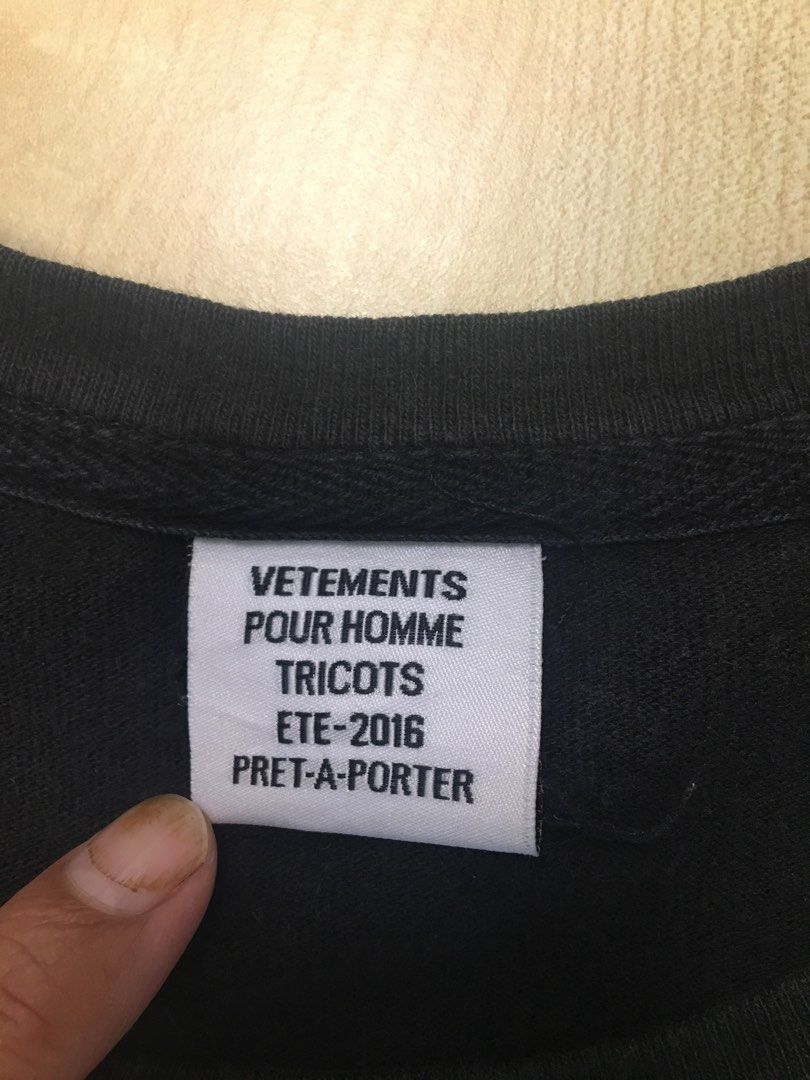 VETEMENTS
POUR HOMME
TRICOTS
ETE-2016
PRET-A-PORTER